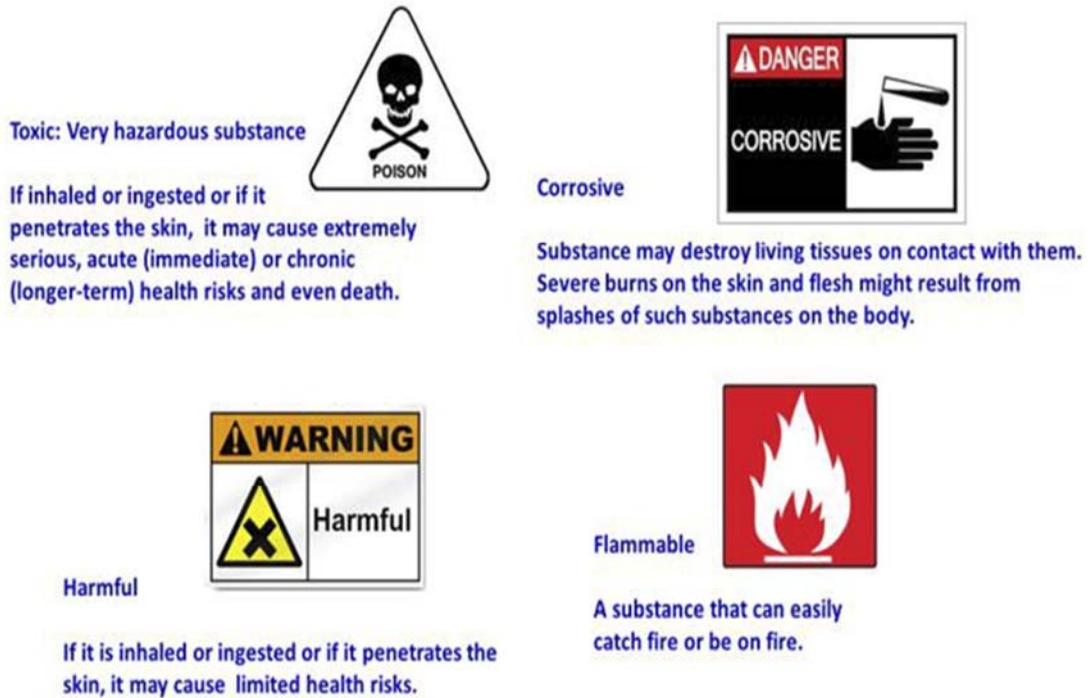 Toxic: Very hazardous substance
POISON
If inhaled or ingested or if it
penetrates the skin, it may cause extremely
serious, acute (immediate) or chronic
(longer-term) health risks and even death.
DANGER
CORROSIVE
Corrosive
Substance may destroy living tissues on contact with them.
Severe burns on the skin and flesh might result from
splashes of such substances on the body.
WARNING
Harmful
Harmful
If it is inhaled or ingested or if it penetrates the
skin, it may cause limited health risks.
Flammable
A substance that can easily
catch fire or be on fire.